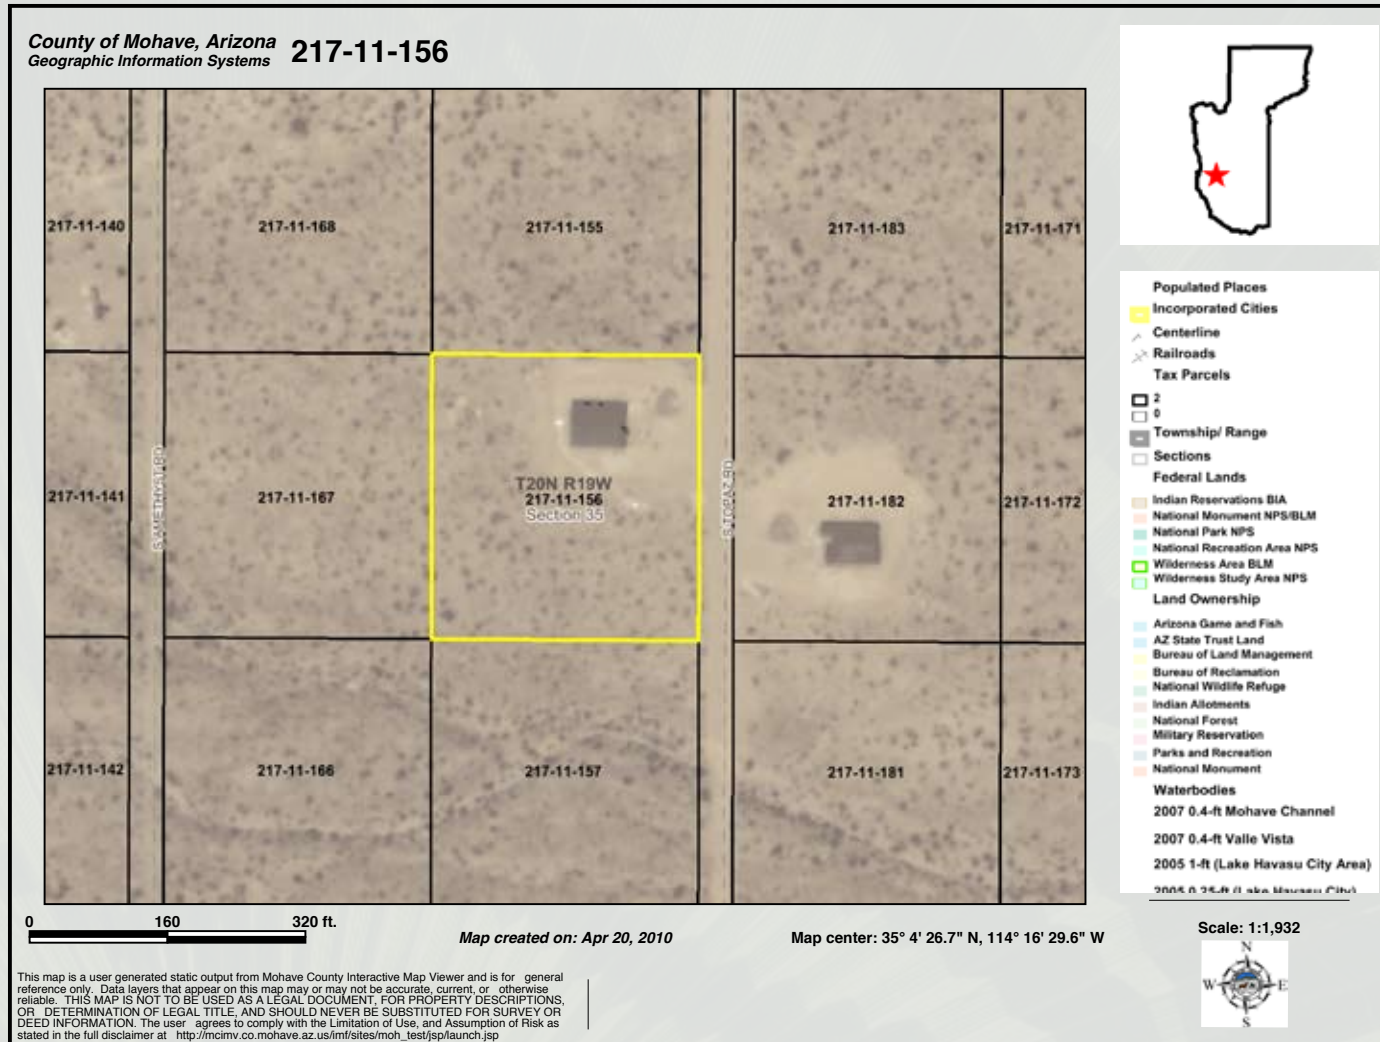 County of Mohave, Arizona
Geographic Information Systems
217-11-156
217-11-140
217-11-168
217-11-155
217-11-183
217-11-171
217-11-141
S AMETHYST RD
217-11-167
T20N R19W
217-11-156
Section 35
S TOPAZ RD
217-11-182
217-11-172
217-11-142
217-11-166
217-11-157
217-11-181
217-11-173
Populated Places
Incorporated Cities
Centerline
Railroads
Tax Parcels
2
0
Township/ Range
Sections
Federal Lands
Indian Reservations BIA
National Monument NPS/BLM
National Park NPS
National Recreation Area NPS
Wilderness Area BLM
Wilderness Study Area NPS
Land Ownership
Arizona Game and Fish
AZ State Trust Land
Bureau of Land Management
Bureau of Reclamation
National Wildlife Refuge
Indian Allotments
National Forest
Military Reservation
Parks and Recreation
National Monument
Waterbodies
2007 0.4-ft Mohave Channel
2007 0.4-ft Valle Vista
2005 1-ft (Lake Havasu City Area)
2005 0.25-ft (Lake Havasu City)
0 160 320 ft.
Map created on: Apr 20, 2010
Map center: 35° 4' 26.7" N, 114° 16' 29.6" W
Scale: 1:1,932
N
W E
S
This map is a user generated static output from Mohave County Interactive Map Viewer and is for general
reference only. Data layers that appear on this map may or may not be accurate, current, or otherwise
reliable. THIS MAP IS NOT TO BE USED AS A LEGAL DOCUMENT, FOR PROPERTY DESCRIPTIONS,
OR DETERMINATION OF LEGAL TITLE, AND SHOULD NEVER BE SUBSTITUTED FOR SURVEY OR
DEED INFORMATION. The user agrees to comply with the Limitation of Use, and Assumption of Risk as
stated in the full disclaimer at http://mcimv.co.mohave.az.us/imf/sites/moh_test/jsp/launch.jsp